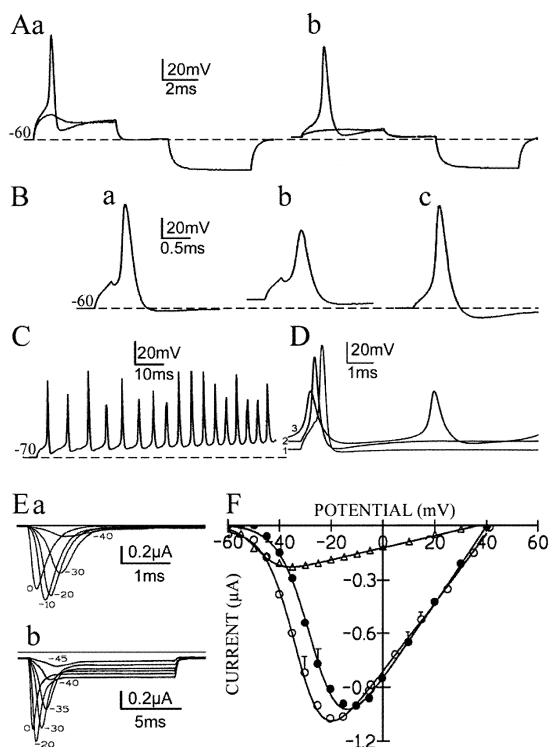 Aa b
20mV
2ms
-60
B a b c
20mV
0.5ms
-60
C D
20mV
10ms
20mV
1ms
-70
3
2
1
E a F
-40
-30
0
-20
-10
0.2µA
1ms
b
-45
-40
-35
0
-30
-20
0.2µA
5ms
POTENTIAL (mV)
-60 -40 -20 0 20 40
-0.3
-0.6
-0.9
-1.2
CURRENT (µA)